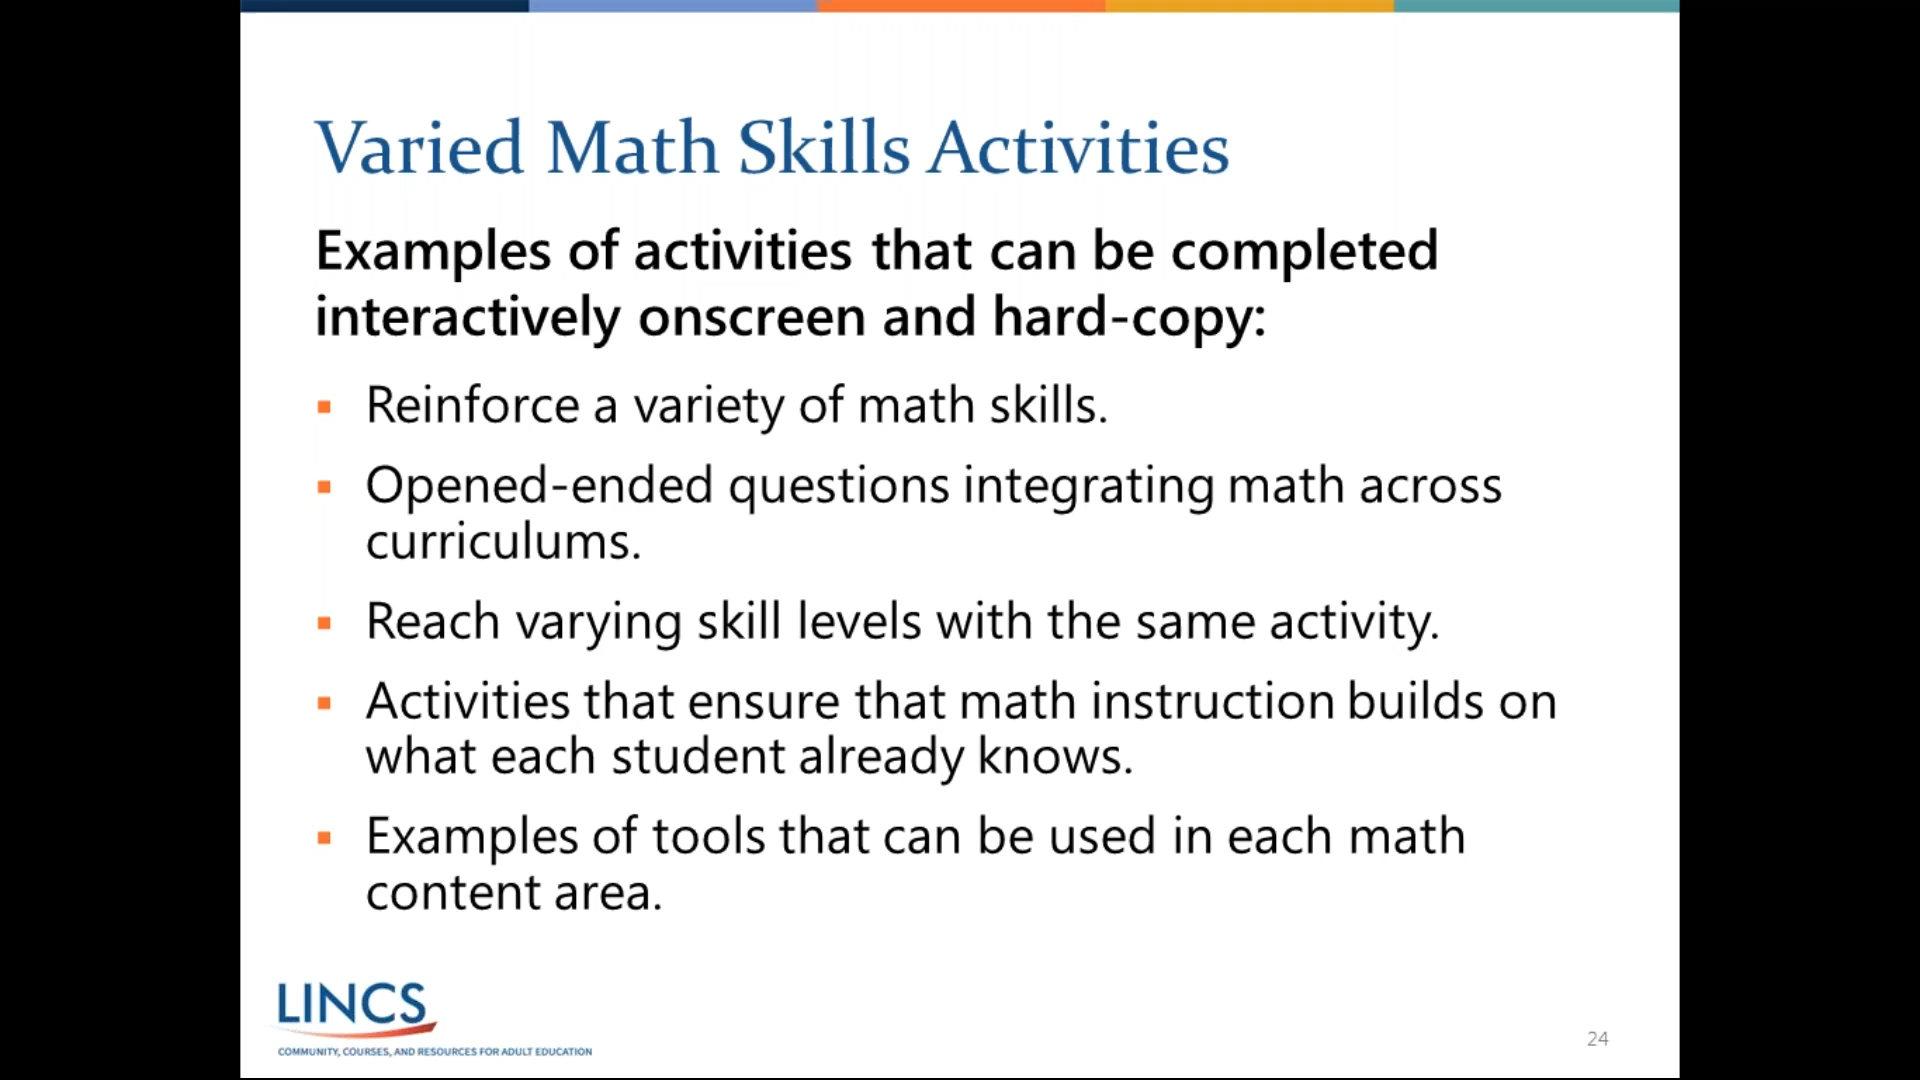 Varied Math Skills Activities
Examples of activities that can be completed
interactively onscreen and hard-copy:
▪ Reinforce a variety of math skills.
▪ Opened-ended questions integrating math across
curriculums.
▪ Reach varying skill levels with the same activity.
▪ Activities that ensure that math instruction builds on
what each student already knows.
▪ Examples of tools that can be used in each math
content area.
LINCS
COMMUNITY, COURSES, AND RESOURCES FOR ADULT EDUCATION
24